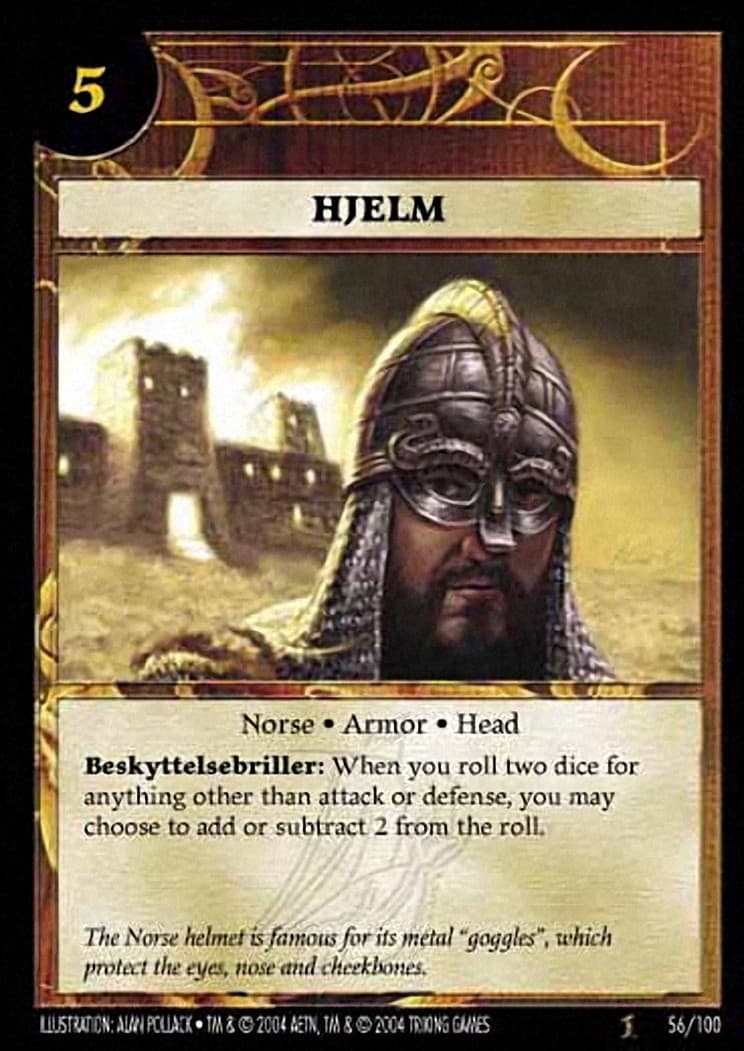 5
HJELM
Norse • Armor • Head
Beskyttelsebriller: When you roll two dice for
anything other than attack or defense, you may
choose to add or subtract 2 from the roll.
The Norse helmet is famous for its metal "goggles", which
protect the eyes, nose and cheekbones.
ILLUSTRATION: ALAN POLLACK • TM & © 2004 AETN, TM & © 2004 TRIKING GAMES
56/100